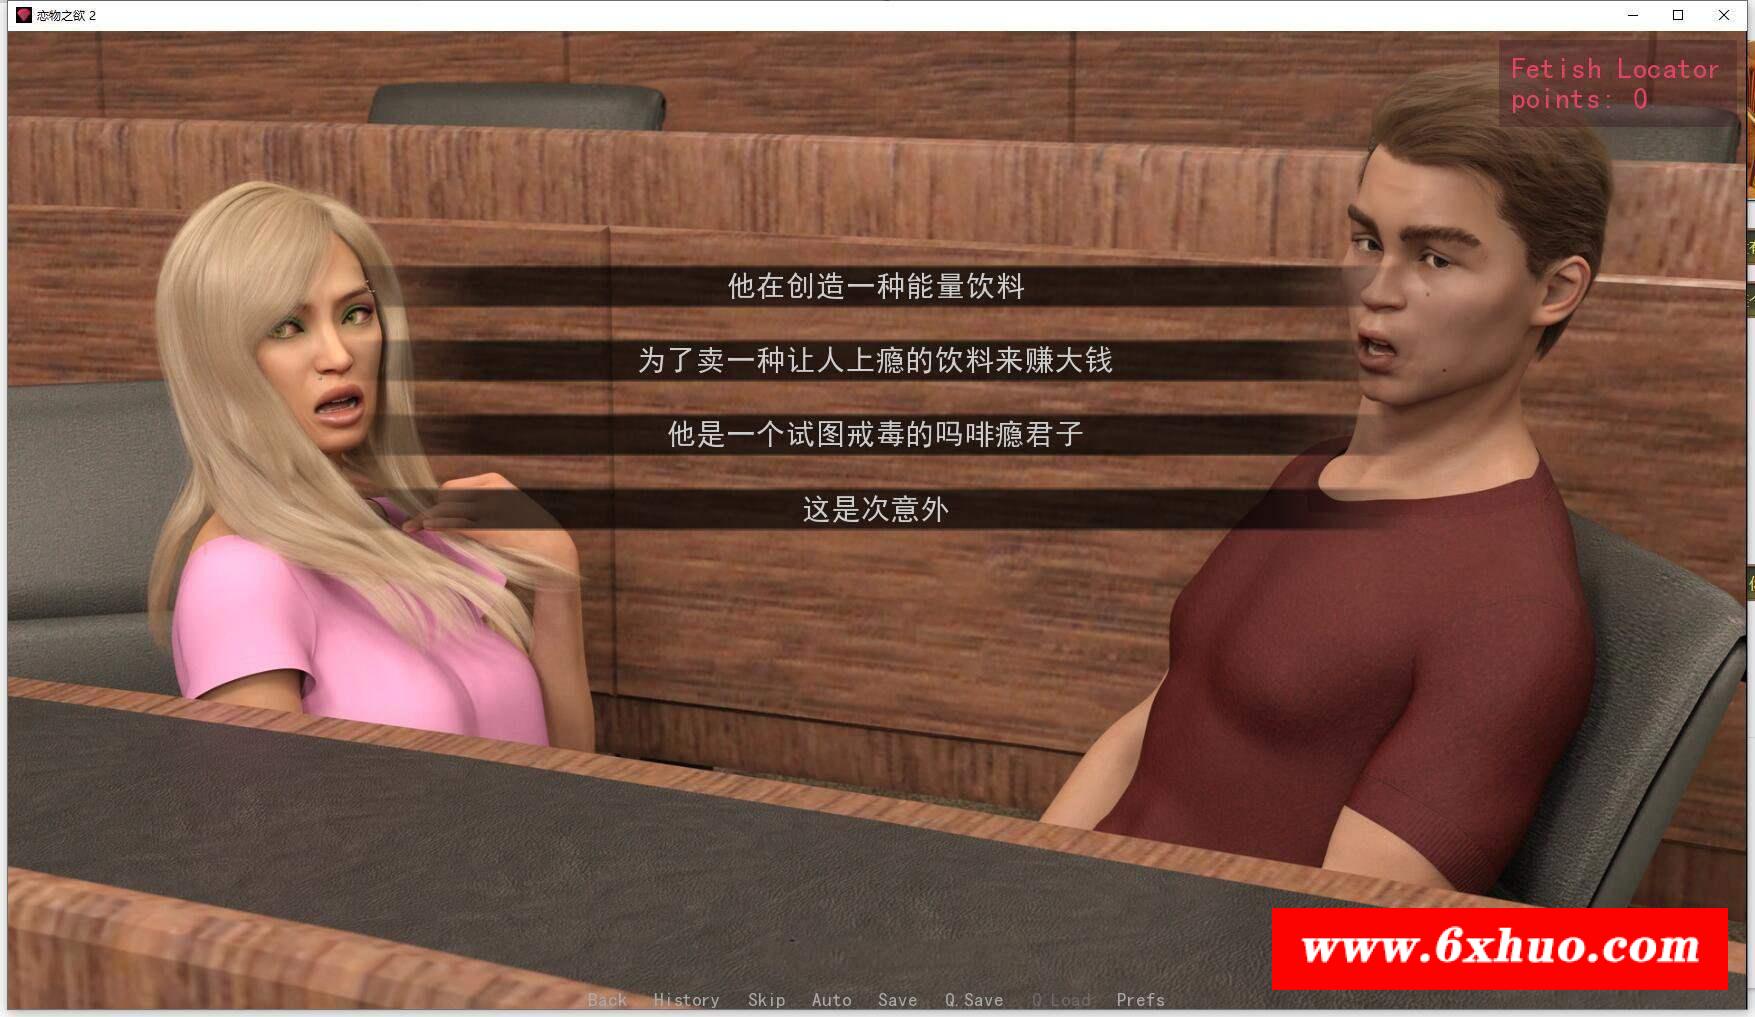 恋物之欲 2
Fetish Locator
points: 0
他在创造一种能量饮料
为了卖一种让人上瘾的饮料来赚大钱
他是一个试图戒毒的吗啡瘾君子
这是次意外
www.6xhuo.com
Back History Skip Auto Save Q.Save Q.Load Prefs